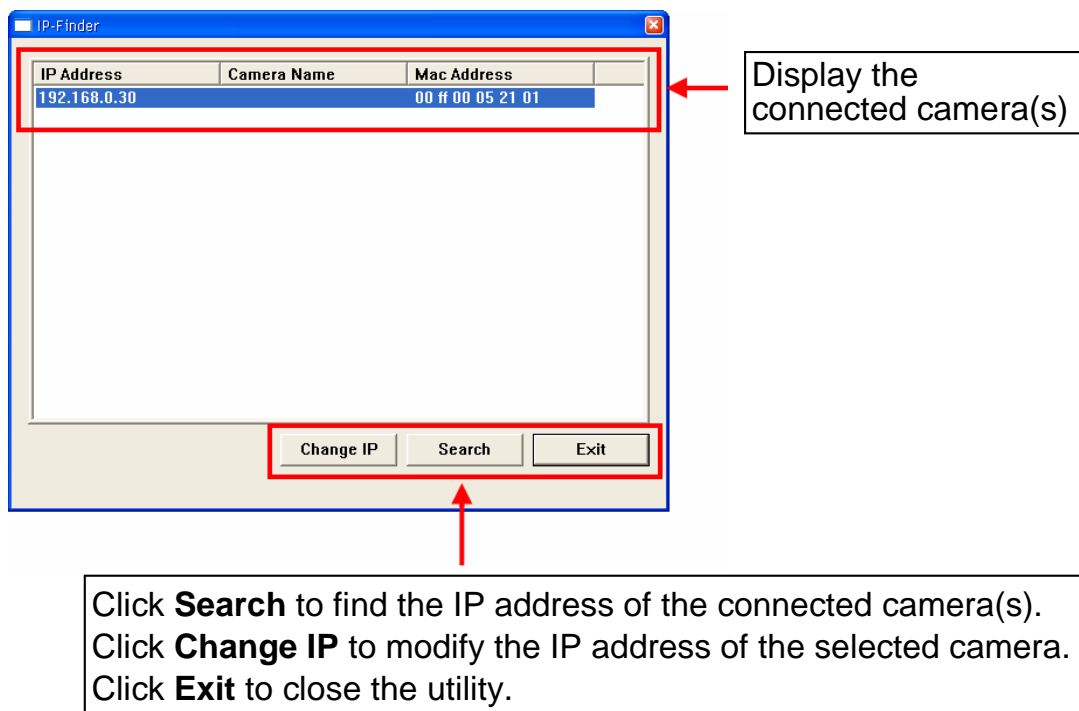 IP-Finder
IP Address Camera Name Mac Address
192.168.0.30 00 ff 00 05 21 01
Display the
connected camera(s)
Change IP Search Exit
Click Search to find the IP address of the connected camera(s).
Click Change IP to modify the IP address of the selected camera.
Click Exit to close the utility.